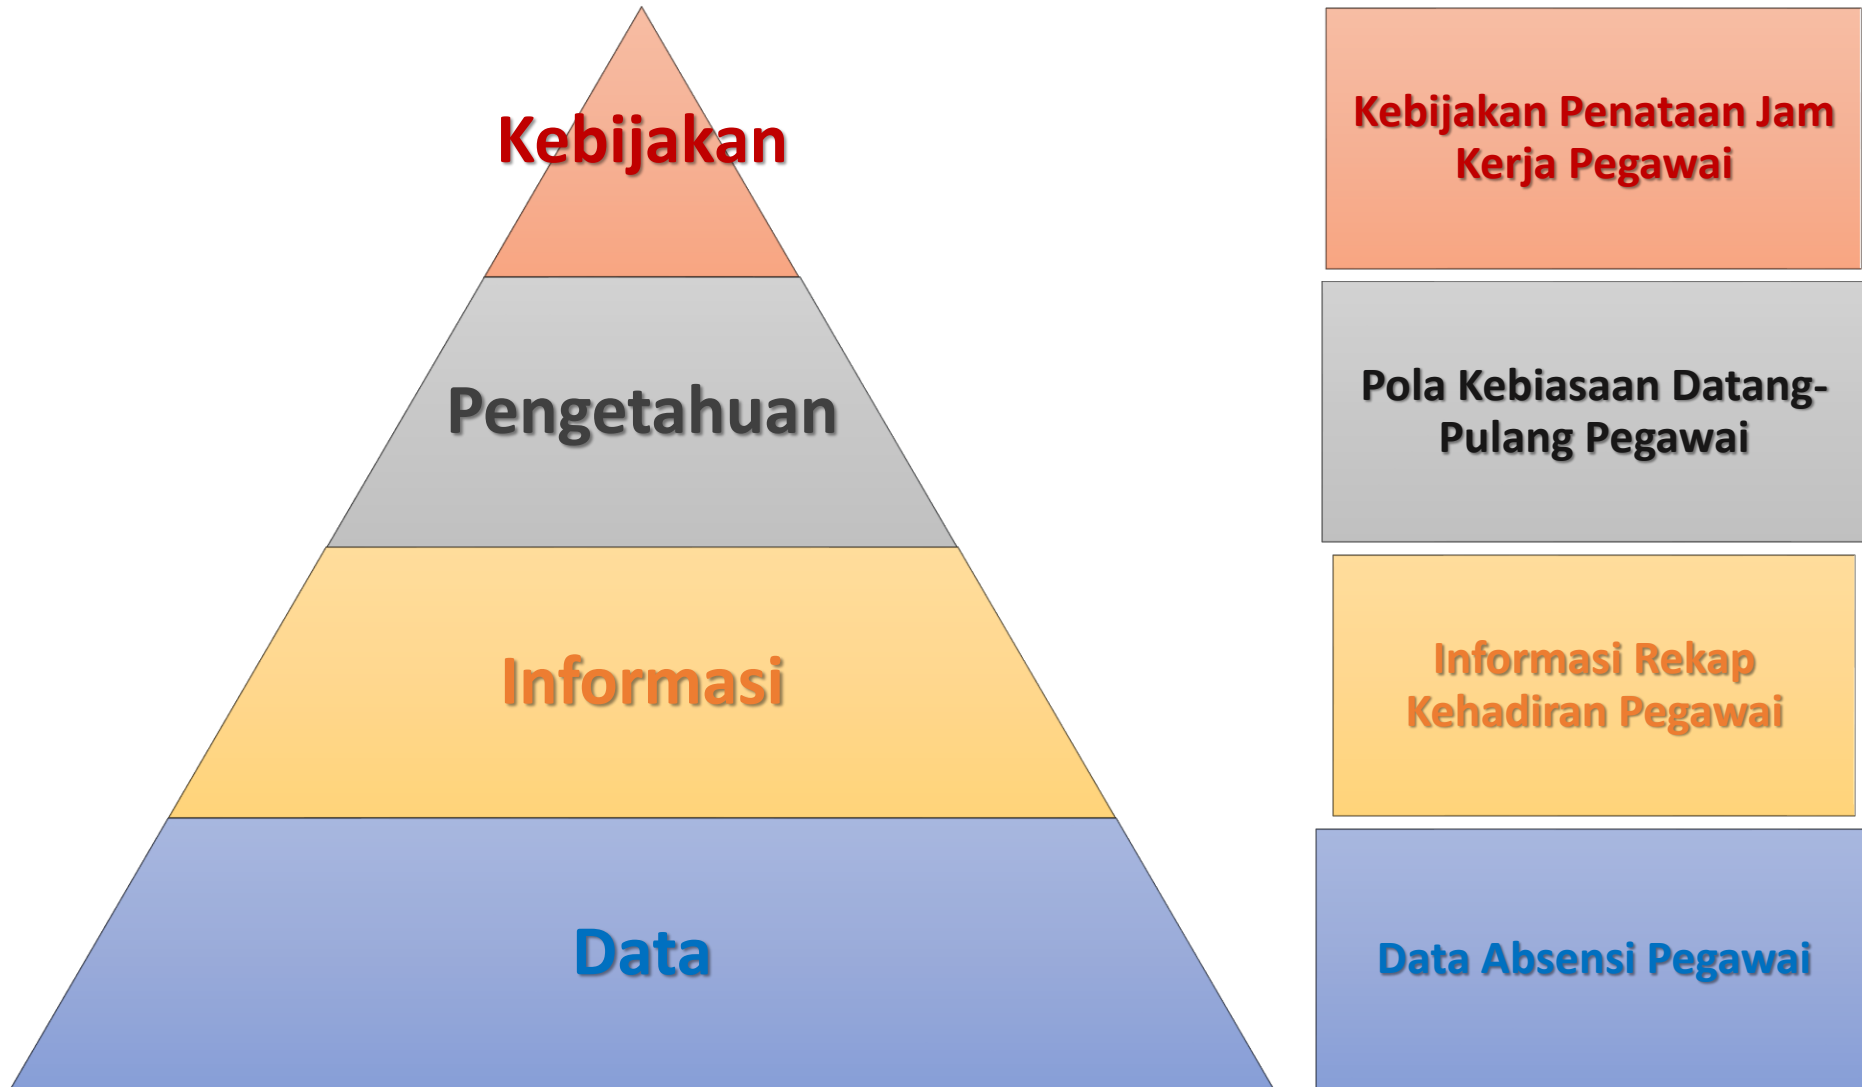 Kebijakan
Kebijakan Penataan Jam
Kerja Pegawai
Pengetahuan
Pola Kebiasaan Datang-
Pulang Pegawai
Informasi
Informasi Rekap
Kehadiran Pegawai
Data
Data Absensi Pegawai